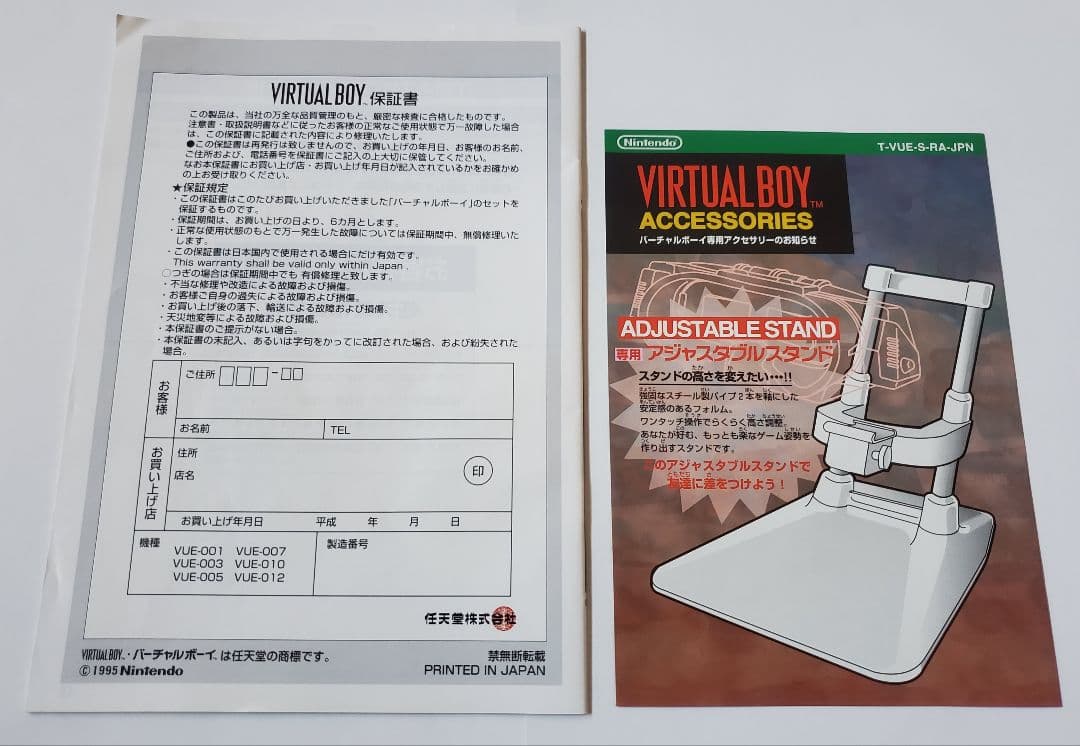 VIRTUAL BOY™ 保証書
この製品は、当社の万全な品質管理のもと、厳密な検査に合格したものです。
注意書・取扱説明書などに従ったお客様の正常なご使用状態で万一故障した場合
は、この保証書に記載された内容により修理いたします。
●この保証書は再発行は致しませんので、お買い上げの年月日、お客様のお名前、
ご住所および、電話番号を保証書にご記入の上大切に保管してください。
なお本保証書にお買い上げ店・お買い上げ年月日が記入されているかをお確かめ
の上お受け取りください。
★保証規定
・この保証書はこのたびお買い上げいただきました「バーチャルボーイ」のセットを
保証するものです。
・保証期間は、お買い上げの日より、6カ月とします。
・正常な使用状態のもとで万一発生した故障については保証期間中、無償修理いた
します。
・この保証書は日本国内で使用される場合にだけ有効です。
This warranty shall be valid only within Japan.
○つぎの場合は保証期間中でも 有償修理と致します。
・不当な修理や改造による故障および損傷。
・お客様ご自身の過失による故障および損傷。
・お買い上げ後の落下、輸送による故障および損傷。
・天災地変等による故障および損傷。
・本保証書のご提示がない場合。
・本保証書の未記入、あるいは字句をかってに改訂された場合、および紛失された
場合。
お客様
ご住所 □□□-□□
お名前 TEL
お買い上げ店
住所
店名
印
お買い上げ年月日 平成 年 月 日
機種
VUE-001 VUE-007
VUE-003 VUE-010
VUE-005 VUE-012
製造番号
任天堂株式会社
VIRTUAL BOY™・バーチャルボーイ™ は任天堂の商標です。
©1995 Nintendo
禁無断転載
PRINTED IN JAPAN
Nintendo
T-VUE-S-RA-JPN
VIRTUAL BOY™
ACCESSORIES
バーチャルボーイ専用アクセサリーのお知らせ
ADJUSTABLE STAND
専用 アジャスタブルスタンド
スタンドの高さを変えたい…!!
強固なスチール製パイプ2本を軸にした
安定感のあるフォルム。
ワンタッチ操作でらくらく高さ調整。
あなたが好む、もっとも楽なゲーム姿勢を
作り出すスタンドです。
このアジャスタブルスタンドで
友達に差をつけよう!